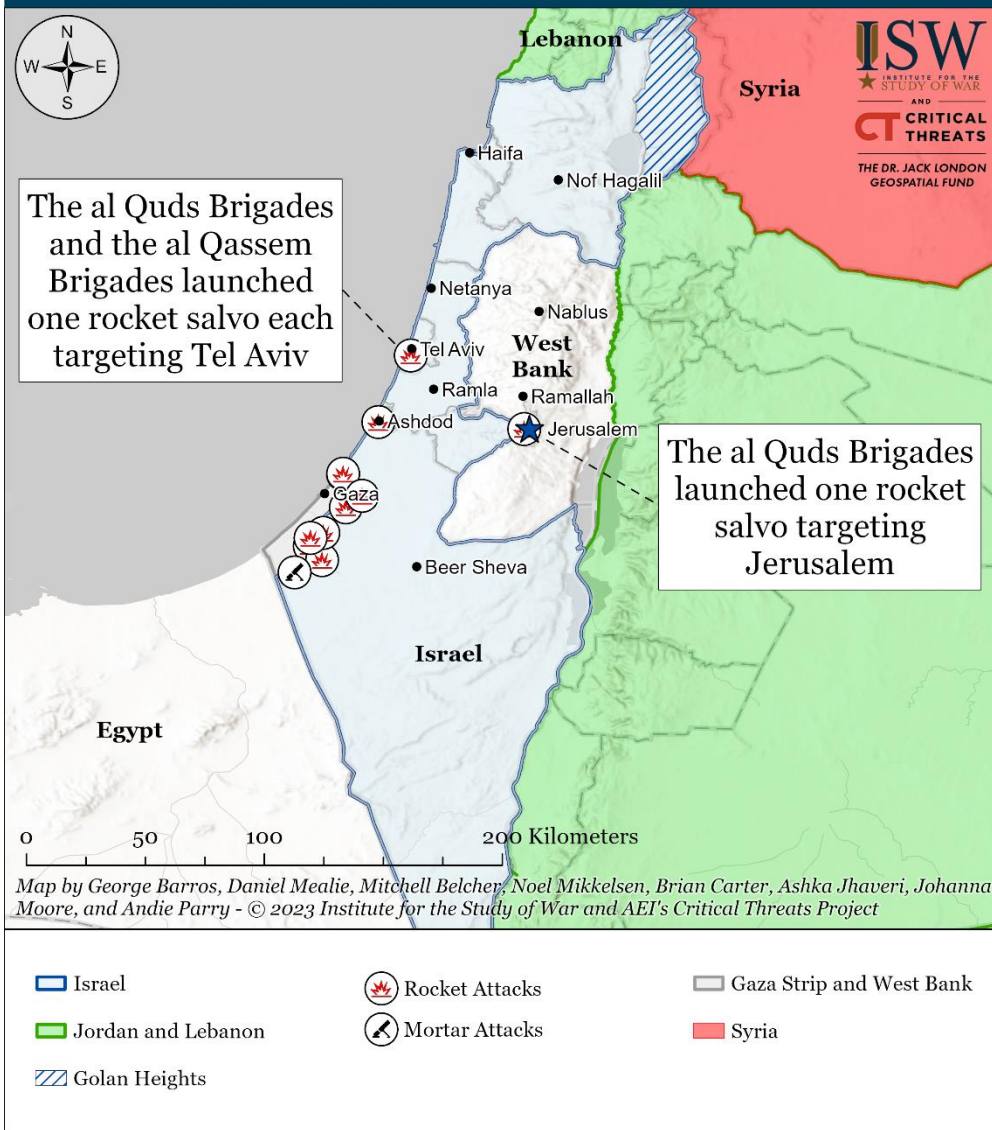 N
W E
S
Lebanon
Syria
ISW
INSTITUTE FOR THE
STUDY OF WAR
AND
CT CRITICAL
THREATS
THE DR. JACK LONDON
GEOSPATIAL FUND
Haifa
Nof Hagalil
The al Quds Brigades
and the al Qassem
Brigades launched
one rocket salvo each
targeting Tel Aviv
Netanya
Nablus
Tel Aviv
West
Bank
Ramla
Ramallah
Ashdod
Jerusalem
The al Quds Brigades
launched one rocket
salvo targeting
Jerusalem
Gaza
Beer Sheva
Israel
Egypt
0 50 100 200 Kilometers
Map by George Barros, Daniel Mealie, Mitchell Belcher, Noel Mikkelsen, Brian Carter, Ashka Jhaveri, Johanna
Moore, and Andie Parry - © 2023 Institute for the Study of War and AEI's Critical Threats Project
Israel
Rocket Attacks
Gaza Strip and West Bank
Jordan and Lebanon
Mortar Attacks
Syria
Golan Heights